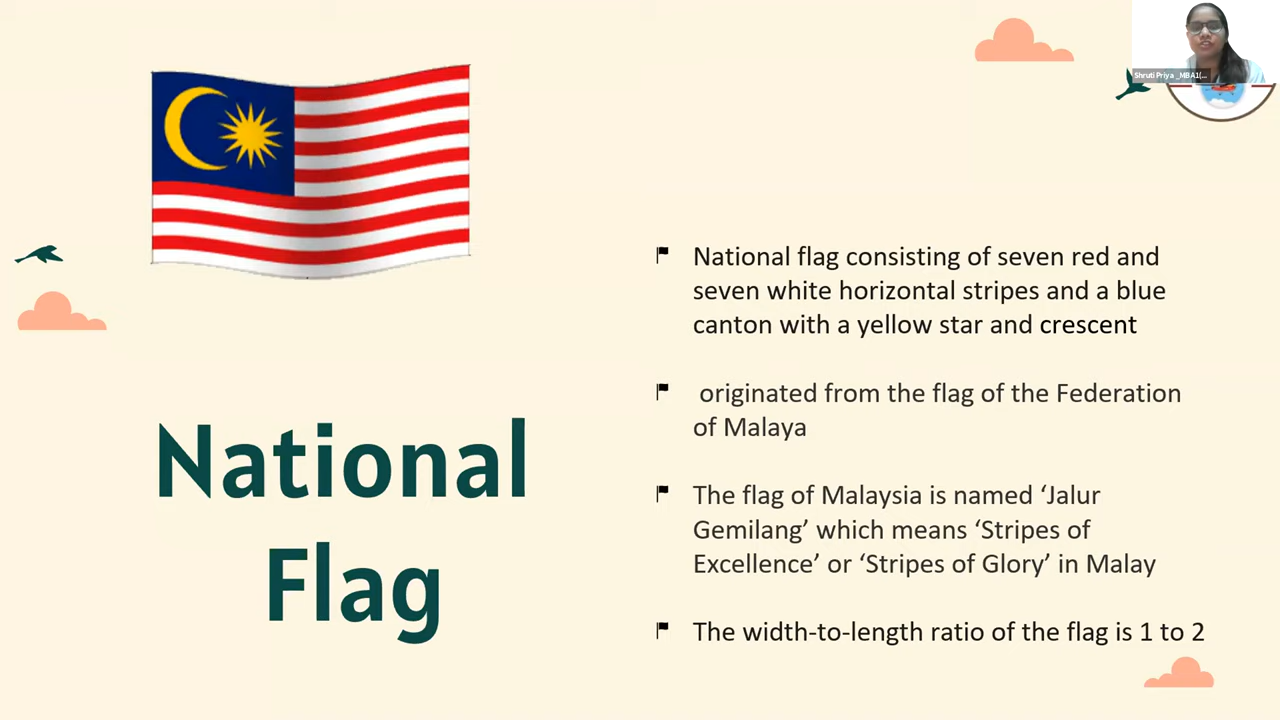 Shruti Priya _MBA1(...
National flag consisting of seven red and
seven white horizontal stripes and a blue
canton with a yellow star and crescent
originated from the flag of the Federation
of Malaya
National
Flag
The flag of Malaysia is named ‘Jalur
Gemilang’ which means ‘Stripes of
Excellence’ or ‘Stripes of Glory’ in Malay
The width-to-length ratio of the flag is 1 to 2